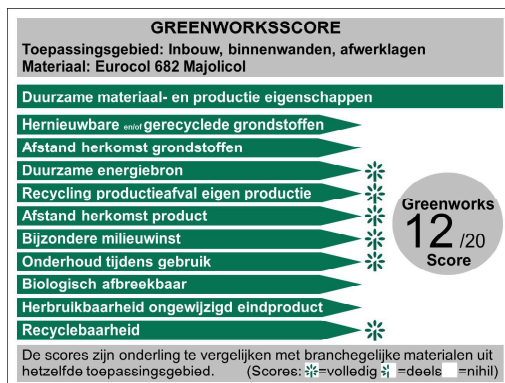 GREENWORKSSCORE
Toepassingsgebied: Inbouw, binnenwanden, afwerklagen
Materiaal: Eurocol 682 Majolicol
Duurzame materiaal- en productie eigenschappen
Hernieuwbare en/of gerecyclede grondstoffen
Afstand herkomst grondstoffen
Duurzame energiebron
Recycling productieafval eigen productie
Afstand herkomst product
Bijzondere milieuwinst
Onderhoud tijdens gebruik
Biologisch afbreekbaar
Herbruikbaarheid ongewijzigd eindproduct
Recyclebaarheid
Greenworks
12 /20
Score
De scores zijn onderling te vergelijken met branchegelijke materialen uit
hetzelfde toepassingsgebied. (Scores: =volledig =deels =nihil)